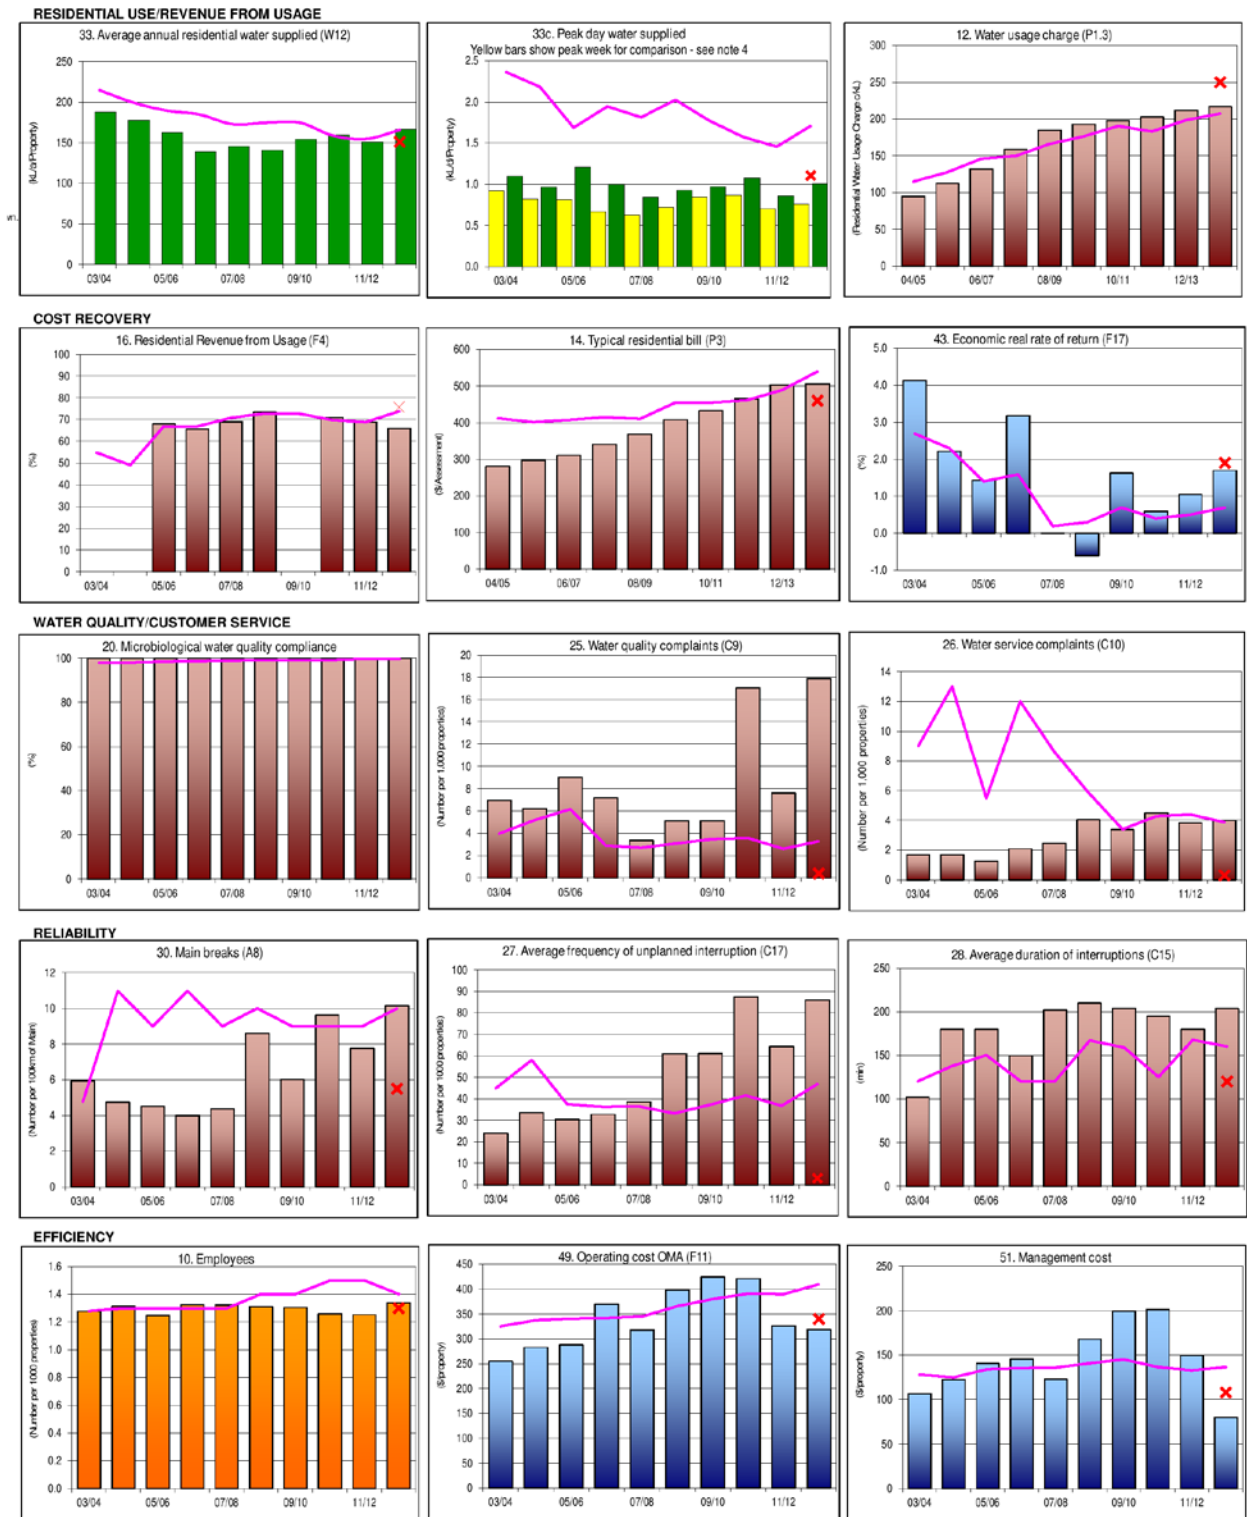 RESIDENTIAL USE/REVENUE FROM USAGE
33. Average annual residential water supplied (W12)
(kL/a/Property)
250
200
150
100
50
0
03/04 05/06 07/08 09/10 11/12
33c. Peak day water supplied
Yellow bars show peak week for comparison - see note 4
(kL/d/Property)
2.5
2.0
1.5
1.0
0.5
0.0
03/04 05/06 07/08 09/10 11/12
12. Water usage charge (P1.3)
(Residential Water Usage Charge c/kL)
300
250
200
150
100
50
0
04/05 06/07 08/09 10/11 12/13
COST RECOVERY
16. Residential Revenue from Usage (F4)
(%)
100
90
80
70
60
50
40
30
20
10
0
03/04 05/06 07/08 09/10 11/12
14. Typical residential bill (P3)
($/Assessment)
600
500
400
300
200
100
0
04/05 06/07 08/09 10/11 12/13
43. Economic real rate of return (F17)
(%)
5.0
4.0
3.0
2.0
1.0
0.0
-1.0
03/04 05/06 07/08 09/10 11/12
WATER QUALITY/CUSTOMER SERVICE
20. Microbiological water quality compliance
(%)
100
80
60
40
20
0
03/04 05/06 07/08 09/10 11/12
25. Water quality complaints (C9)
(Number per 1,000 properties)
20
18
16
14
12
10
8
6
4
2
0
03/04 05/06 07/08 09/10 11/12
26. Water service complaints (C10)
(Number per 1,000 properties)
14
12
10
8
6
4
2
0
03/04 05/06 07/08 09/10 11/12
RELIABILITY
30. Main breaks (A8)
(Number per 100km of Main)
12
10
8
6
4
2
0
03/04 05/06 07/08 09/10 11/12
27. Average frequency of unplanned interruption (C17)
(Number per 1000 properties)
100
90
80
70
60
50
40
30
20
10
0
03/04 05/06 07/08 09/10 11/12
28. Average duration of interruptions (C15)
(min)
250
200
150
100
50
0
03/04 05/06 07/08 09/10 11/12
EFFICIENCY
10. Employees
(Number per 1000 properties)
1.6
1.4
1.2
1.0
0.8
0.6
0.4
0.2
0.0
03/04 05/06 07/08 09/10 11/12
49. Operating cost OMA (F11)
($/property)
450
400
350
300
250
200
150
100
50
0
03/04 05/06 07/08 09/10 11/12
51. Management cost
($/property)
250
200
150
100
50
0
03/04 05/06 07/08 09/10 11/12